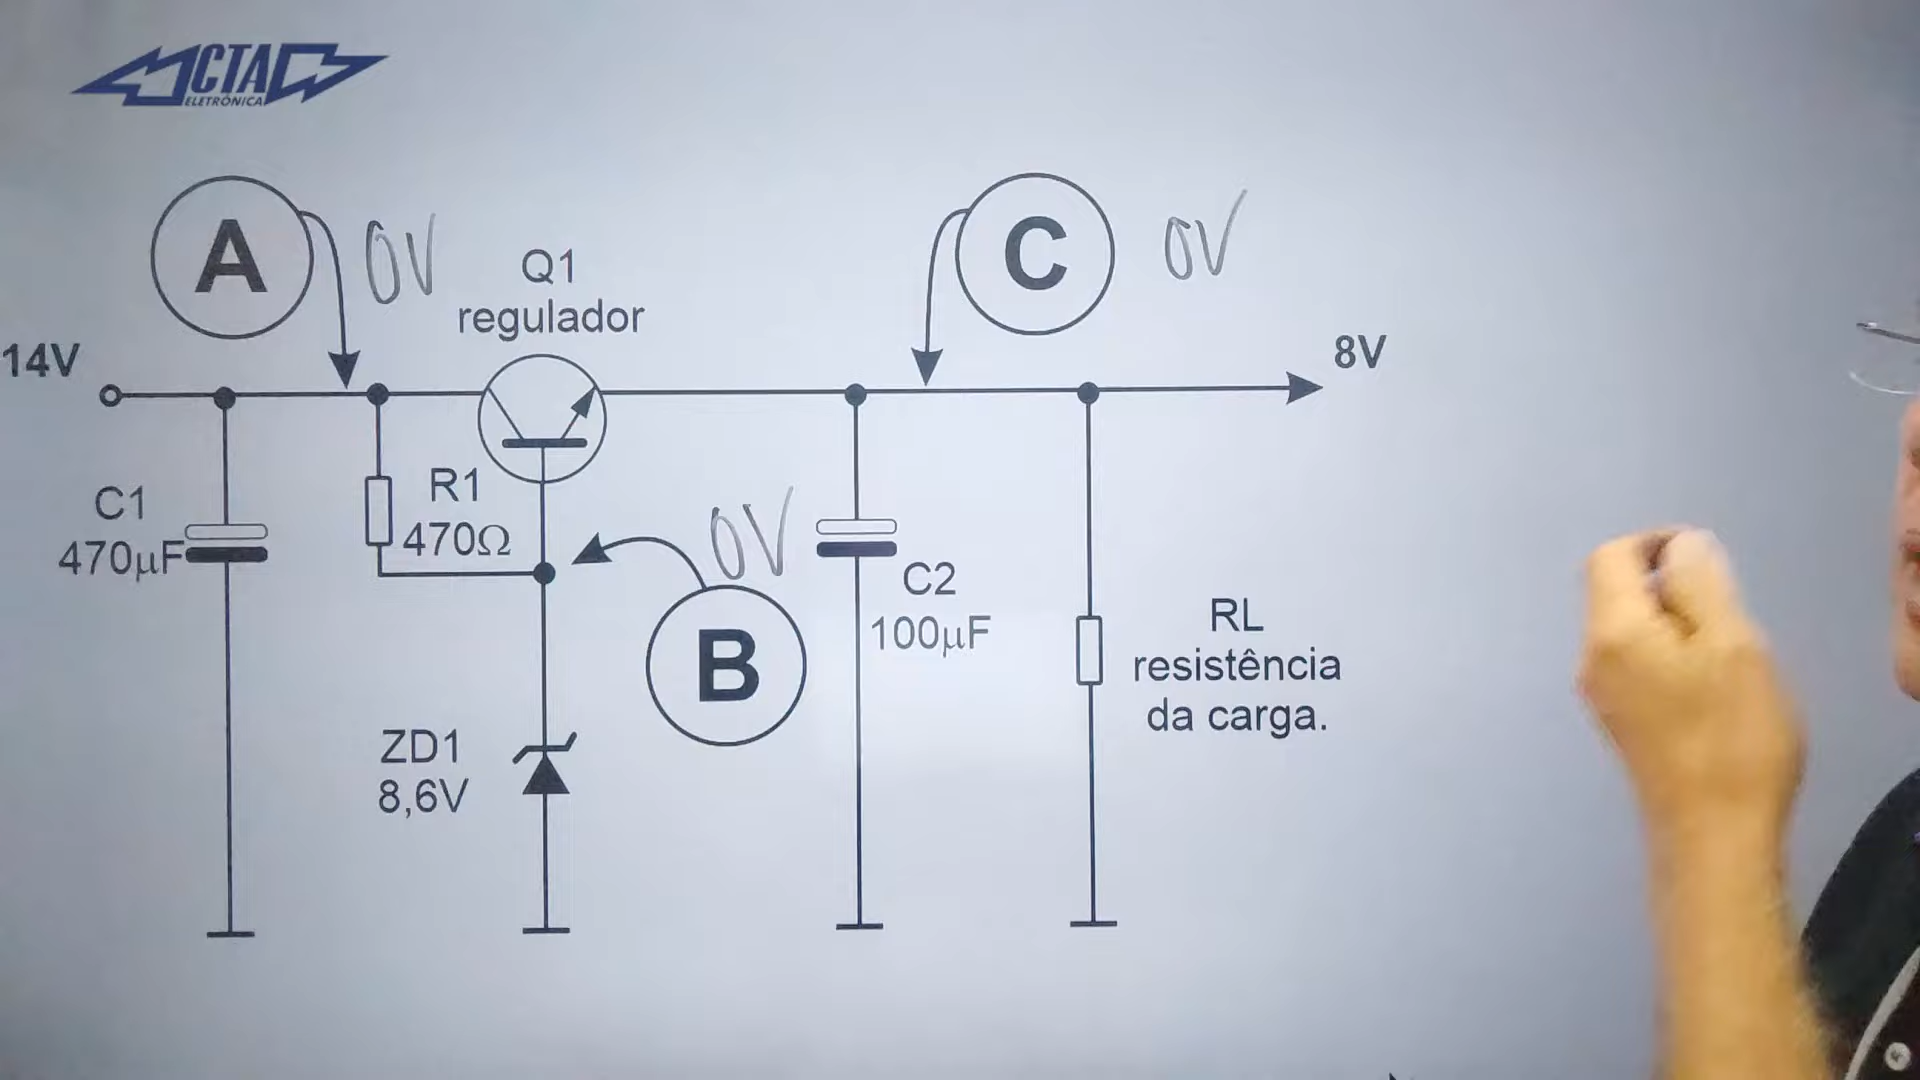 CTA
ELETRÔNICA
A
0V
Q1
regulador
C
0V
14V
8V
C1
470µF
R1
470Ω
0V
B
C2
100µF
RL
resistência
da carga.
ZD1
8,6V